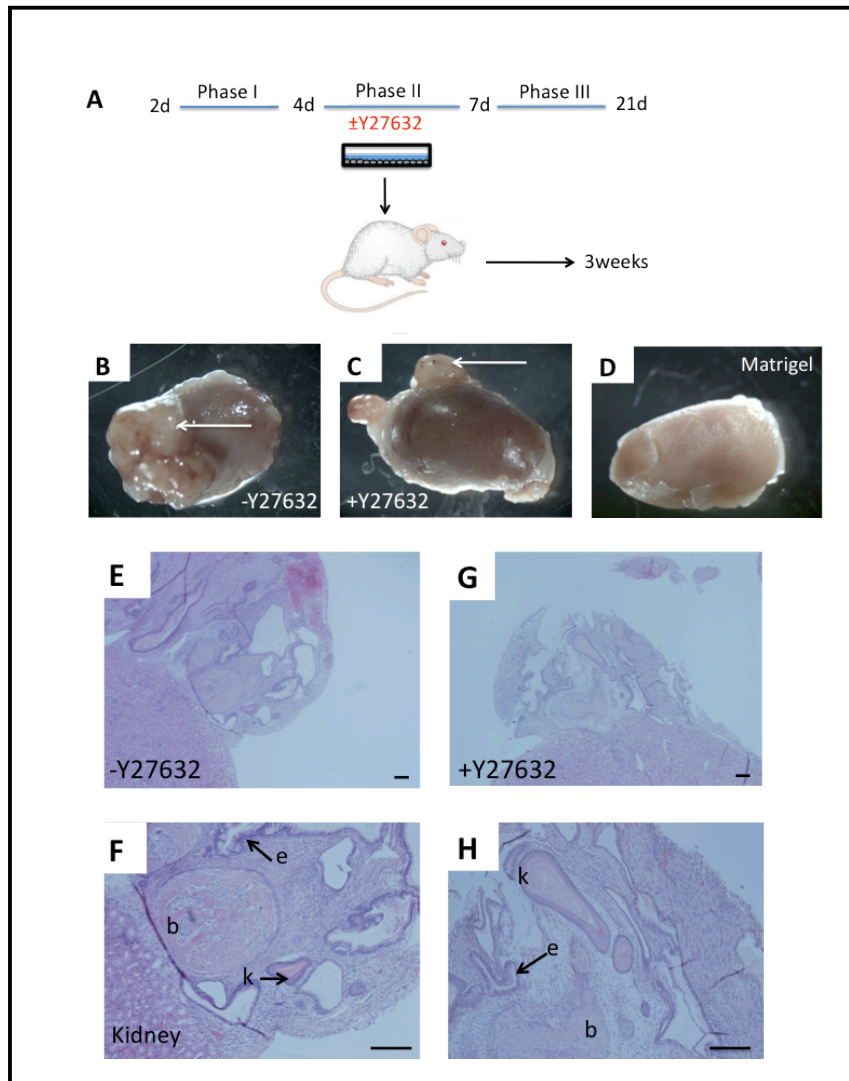 A
2d Phase I 4d Phase II 7d Phase III 21d
±Y27632
3weeks
B
-Y27632
C
+Y27632
D
Matrigel
E
-Y27632
G
+Y27632
F
e
b
k
Kidney
H
k
e
b